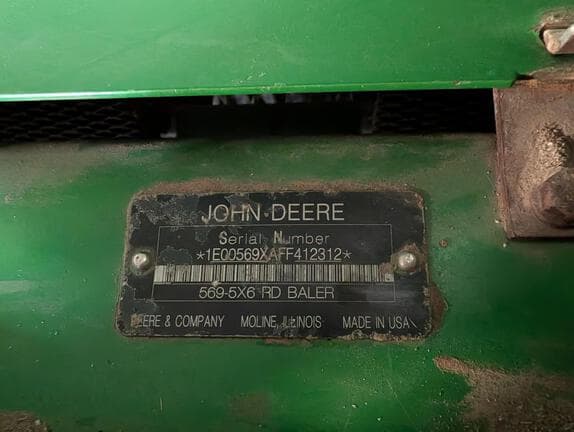 JOHN DEERE
Serial Number
*1E00569XAFF412312*
569-5X6 RD BALER
DEERE & COMPANY MOLINE, ILLINOIS MADE IN USA